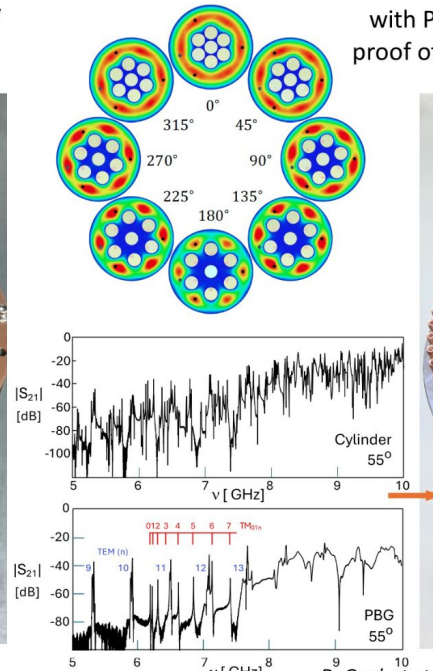 with P
proof of
0°
315° 45°
270° 90°
225° 135°
180°
0
-20
-40
-60
-80
-100
|S₂₁|
[dB]
Cylinder
55°
5 6 7 8 9 10
ν [ GHz]
0 1 2 3 4 5 6 7 TM₀₁ₙ
-20
-40
-60
-80
|S₂₁|
[dB]
TEM (n)
9 10 11 12 13
PBG
55°
5 6 7 8 9 10